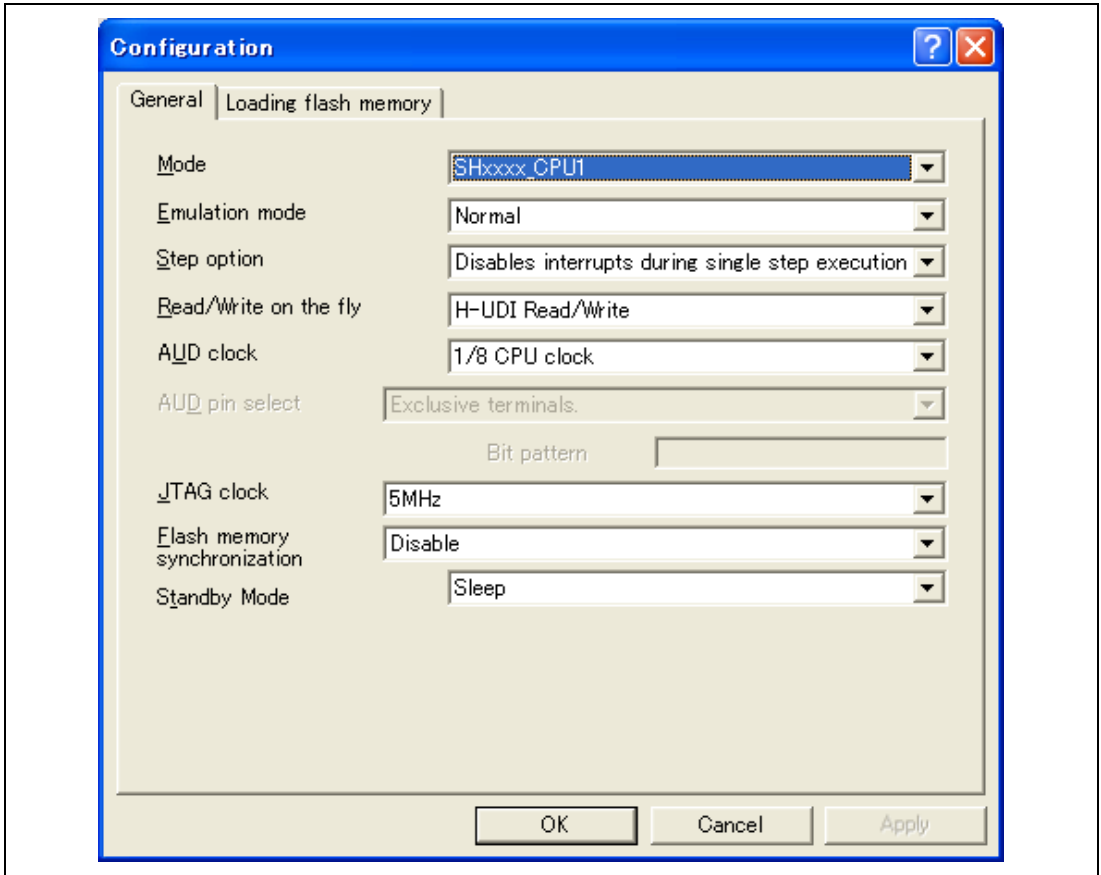 Configuration
General
Loading flash memory
Mode
SHxxxx_CPU1
Emulation mode
Normal
Step option
Disables interrupts during single step execution
Read/Write on the fly
H-UDI Read/Write
AUD clock
1/8 CPU clock
AUD pin select
Exclusive terminals.
Bit pattern
JTAG clock
5MHz
Flash memory
synchronization
Disable
Standby Mode
Sleep
OK
Cancel
Apply